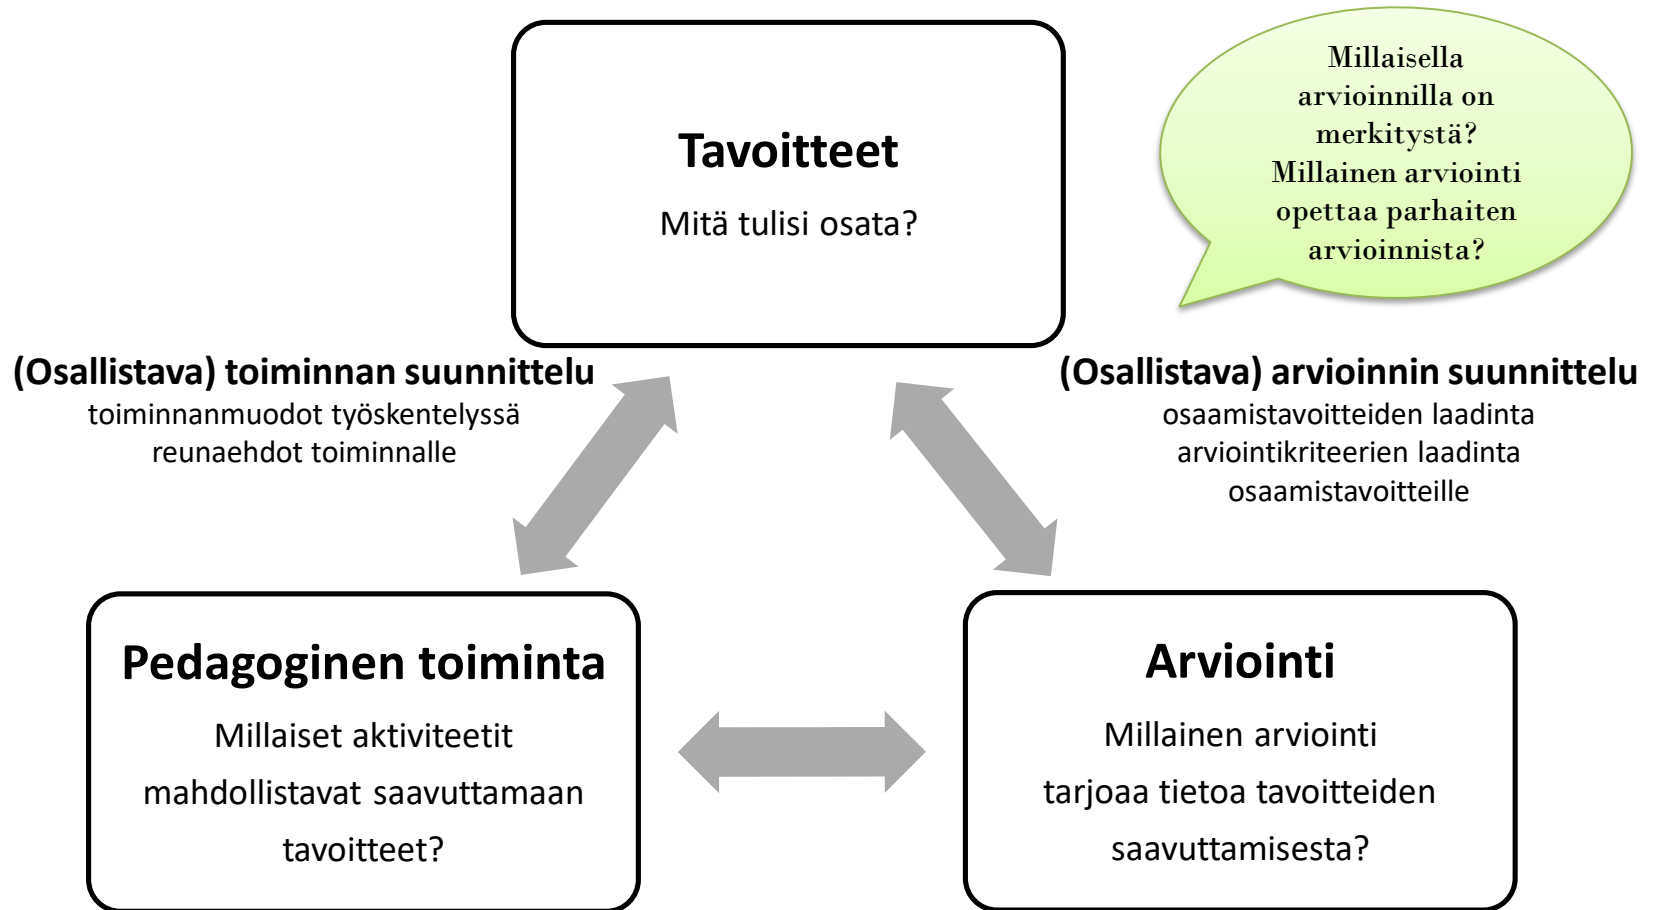 Tavoitteet
Mitä tulisi osata?
Millaisella
arvioinnilla on
merkitystä?
Millainen arviointi
opettaa parhaiten
arvioinnista?
(Osallistava) toiminnan suunnittelu
toiminnanmuodot työskentelyssä
reunaehdot toiminnalle
(Osallistava) arvioinnin suunnittelu
osaamistavoitteiden laadinta
arviointikriteerien laadinta
osaamistavoitteille
Pedagoginen toiminta
Millaiset aktiviteetit
mahdollistavat saavuttamaan
tavoitteet?
Arviointi
Millainen arviointi
tarjoaa tietoa tavoitteiden
saavuttamisesta?